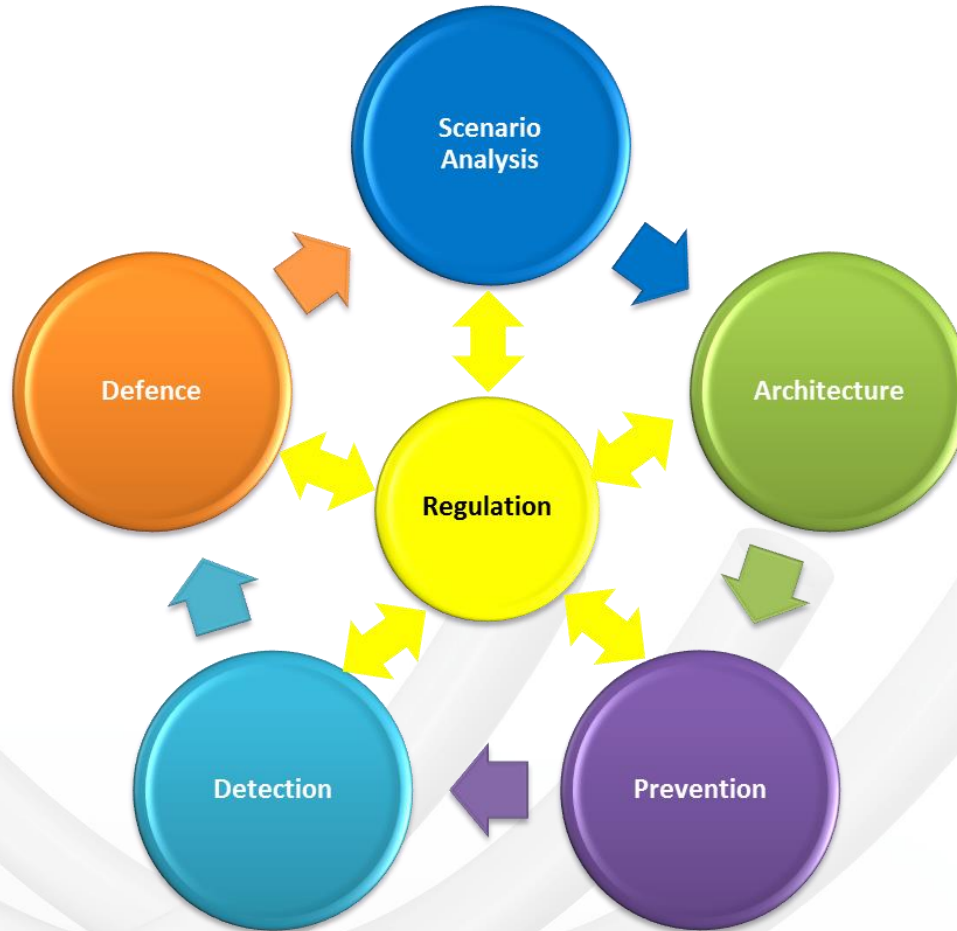 Scenario
Analysis
Defence
Architecture
Regulation
Detection
Prevention